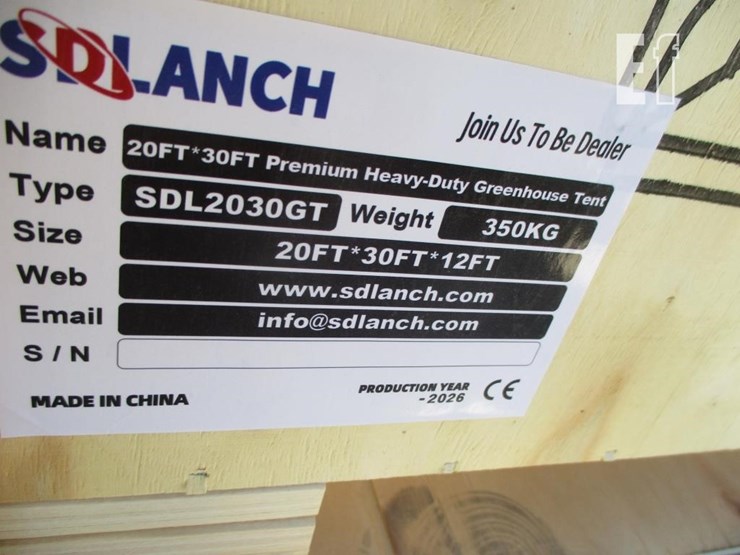 Ef
SDLANCH
Join Us To Be Dealer
Name 20FT*30FT Premium Heavy-Duty Greenhouse Tent
Type SDL2030GT Weight 350KG
Size 20FT*30FT*12FT
Web www.sdlanch.com
Email info@sdlanch.com
S / N
MADE IN CHINA
PRODUCTION YEAR
-2026
CE